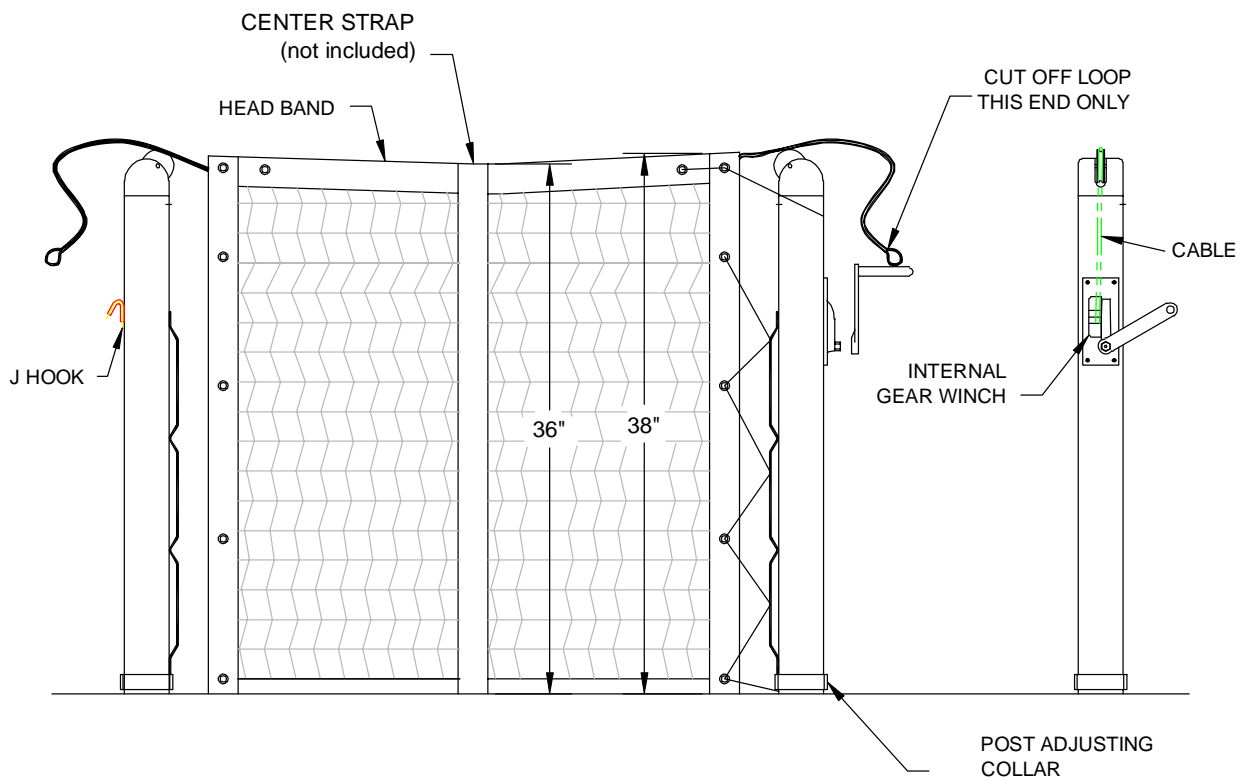 CENTER STRAP
(not included)
HEAD BAND
CUT OFF LOOP
THIS END ONLY
CABLE
J HOOK
INTERNAL
GEAR WINCH
36"
38"
POST ADJUSTING
COLLAR